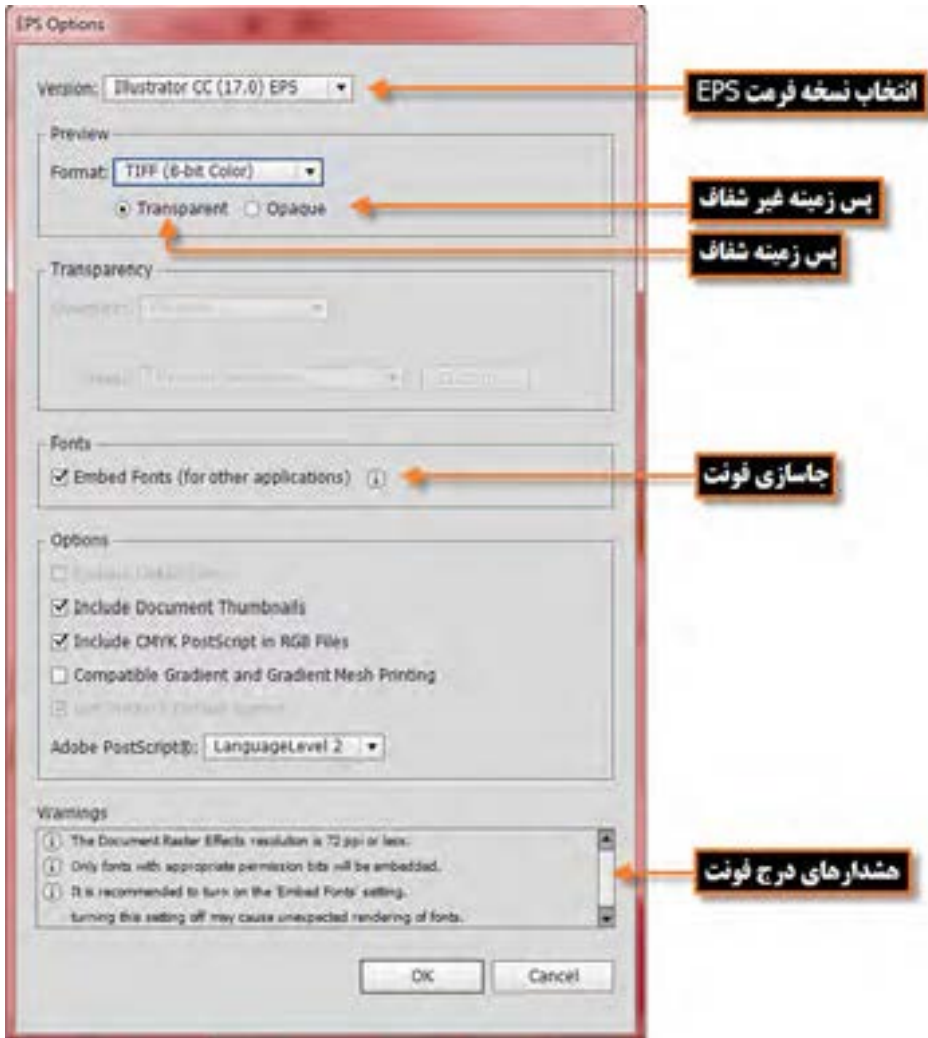 EPS Options
Version: Illustrator CC (17.0) EPS
انتخاب نسخه فرمت EPS
Preview
Format: TIFF (8-bit Color)
Transparent Opaque
پس زمینه غیر شفاف
پس زمینه شفاف
Transparency
Fonts
Embed Fonts (for other applications)
جاسازی فونت
Options
Include Document Thumbnails
Include CMYK PostScript in RGB Files
Compatible Gradient and Gradient Mesh Printing
Adobe PostScript®: LanguageLevel 2
Warnings
The Document Raster Effects resolution is 72 ppi or less.
Only fonts with appropriate permission bits will be embedded.
It is recommended to turn on the 'Embed Fonts' setting.
turning this setting off may cause unexpected rendering of fonts.
هشدارهای درج فونت
OK Cancel